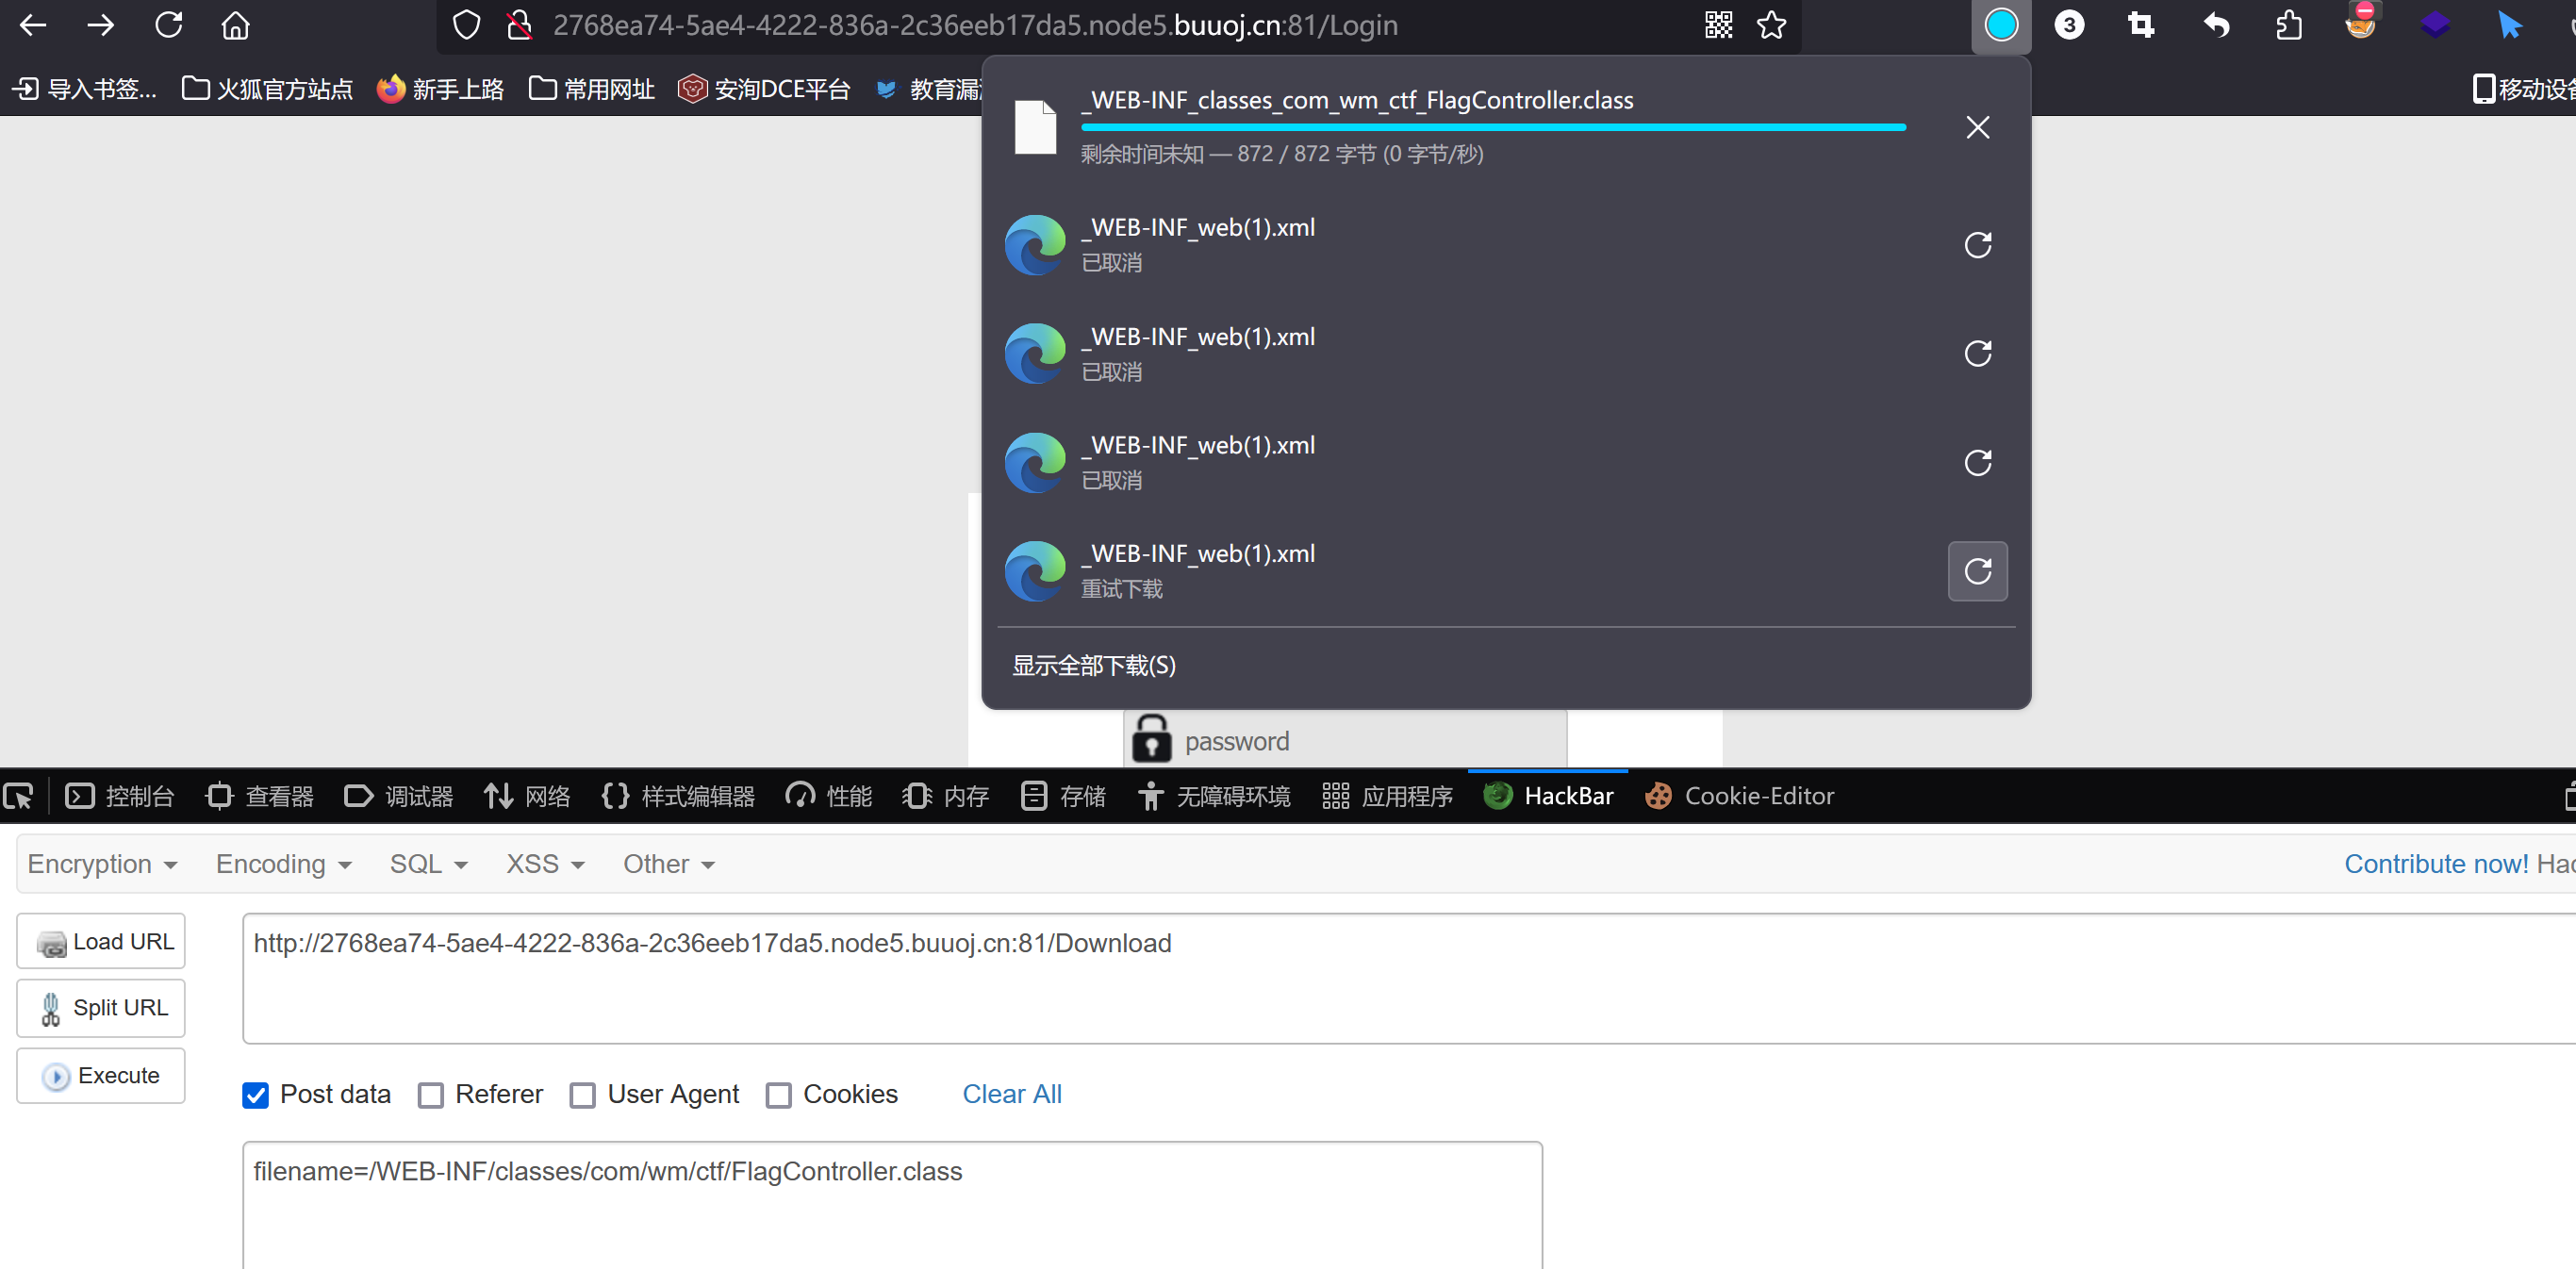 2768ea74-5ae4-4222-836a-2c36eeb17da5.node5.buuoj.cn:81/Login
3
导入书签...
火狐官方站点
新手上路
常用网址
安洵DCE平台
教育漏
移动设备
_WEB-INF_classes_com_wm_ctf_FlagController.class
剩余时间未知 — 872 / 872 字节 (0 字节/秒)
_WEB-INF_web(1).xml
已取消
_WEB-INF_web(1).xml
已取消
_WEB-INF_web(1).xml
已取消
_WEB-INF_web(1).xml
重试下载
显示全部下载(S)
password
控制台
查看器
调试器
网络
样式编辑器
性能
内存
存储
无障碍环境
应用程序
HackBar
Cookie-Editor
Encryption
Encoding
SQL
XSS
Other
Contribute now! Hac
Load URL
http://2768ea74-5ae4-4222-836a-2c36eeb17da5.node5.buuoj.cn:81/Download
Split URL
Execute
Post data
Referer
User Agent
Cookies
Clear All
filename=/WEB-INF/classes/com/wm/ctf/FlagController.class